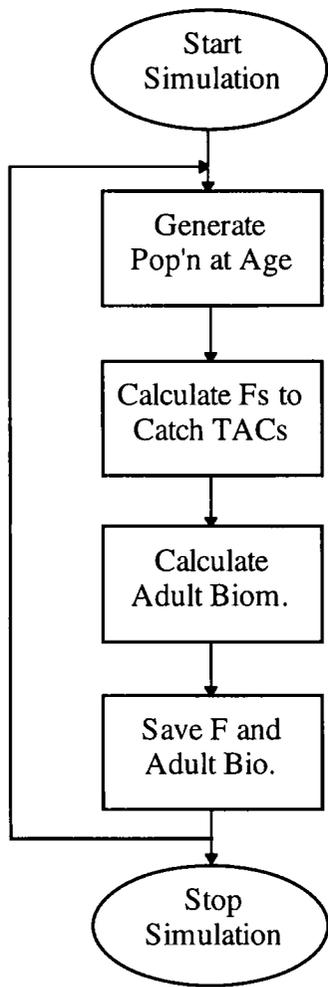 Start
Simulation
Generate
Pop'n at Age
Calculate Fs to
Catch TACs
Calculate
Adult Biom.
Save F and
Adult Bio.
Stop
Simulation